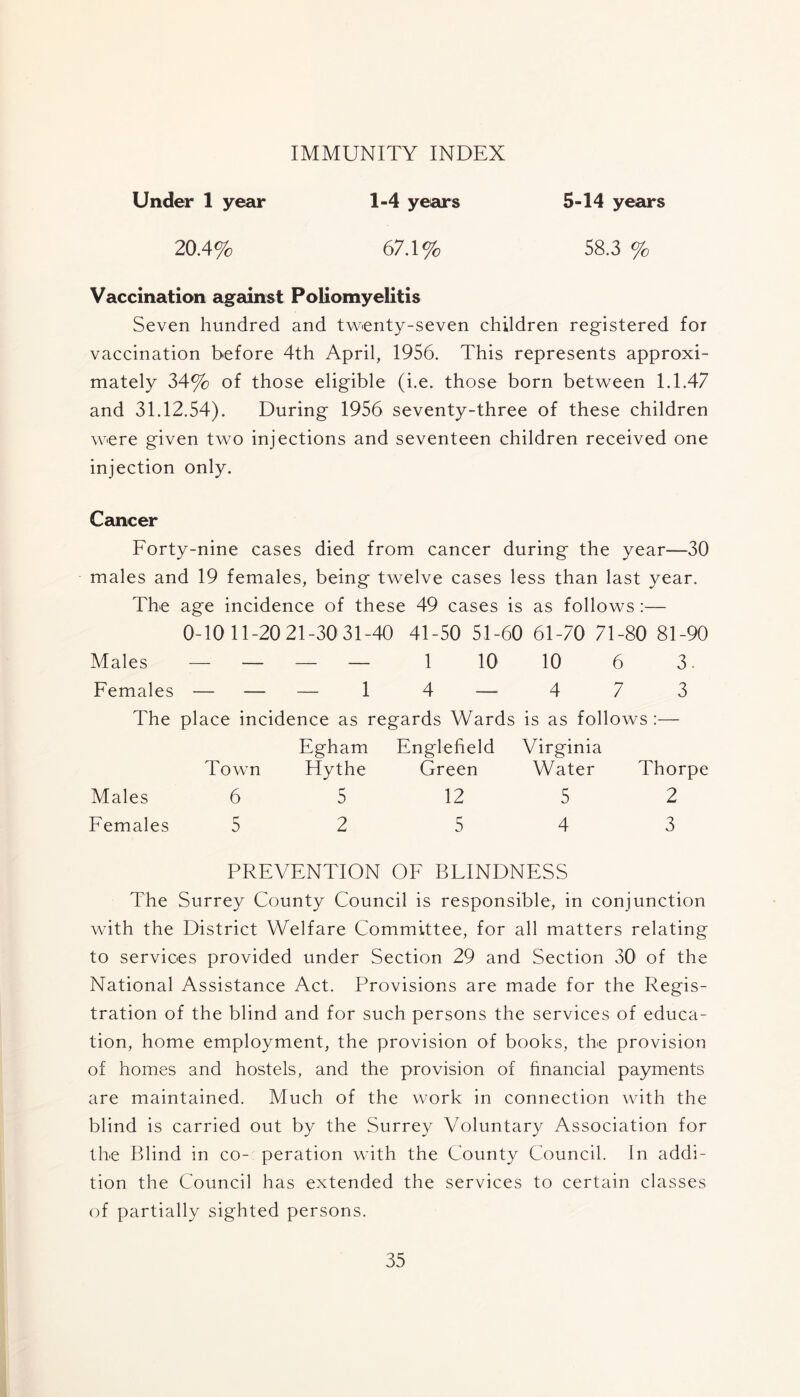 IMMUNITY INDEX
Under 1 year 1-4 years 5-14 years
20.4% 67.1% 58.3 %
Vaccination against Poliomyelitis
Seven hundred and twenty-seven children registered for
vaccination before 4th April, 1956. This represents approxi-
mately 34% of those eligible (i.e. those born between 1.1.47
and 31.12.54). During 1956 seventy-three of these children
were given two injections and seventeen children received one
injection only.
Cancer
Forty-nine cases died from cancer during the year—30
males and 19 females, being twelve cases less than last year.
The age incidence of these 49 cases is as follows :—
0-10 11-20 21-30 31-40 41-50 51-60 61-70 71-80 81-90
Males — — — — 1 10 10 6 3.
Females — — — 1 4 — 4 7 3
The place incidence as regards Wards is as follows :—
Egham Englefield Virginia
Town Hythe Green Water Thorpe
Males 6 5 12 5 2
Females 5 2 5 4 3
PREVENTION OF BLINDNESS
The Surrey County Council is responsible, in conjunction
with the District Welfare Committee, for all matters relating
to services provided under Section 29 and Section 30 of the
National Assistance Act. Provisions are made for the Regis-
tration of the blind and for such persons the services of educa-
tion, home employment, the provision of books, the provision
of homes and hostels, and the provision of financial payments
are maintained. Much of the work in connection with the
blind is carried out by the Surrey Voluntary Association for
the Blind in co- peration with the County Council. In addi-
tion the Council has extended the services to certain classes
of partially sighted persons.
35